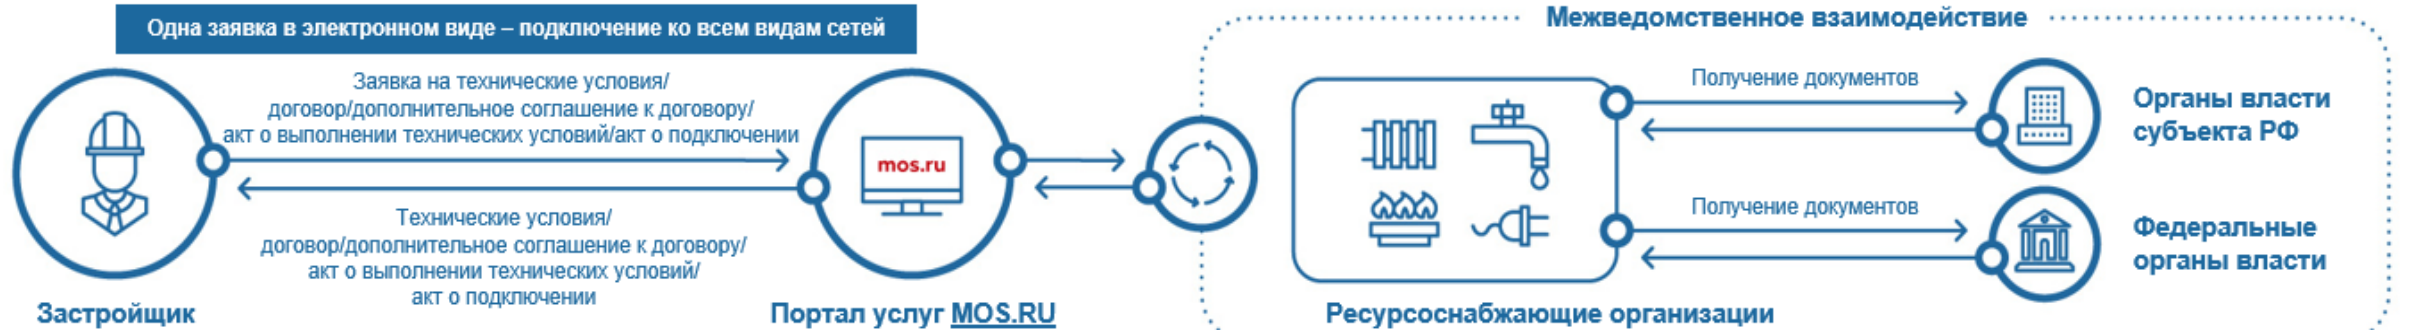 Одна заявка в электронном виде – подключение ко всем видам сетей
Заявка на технические условия/
договор/дополнительное соглашение к договору/
акт о выполнении технических условий/акт о подключении
Технические условия/
договор/дополнительное соглашение к договору/
акт о выполнении технических условий/
акт о подключении
Застройщик
mos.ru
Портал услуг MOS.RU
Межведомственное взаимодействие
Ресурсоснабжающие организации
Получение документов
Органы власти
субъекта РФ
Получение документов
Федеральные
органы власти